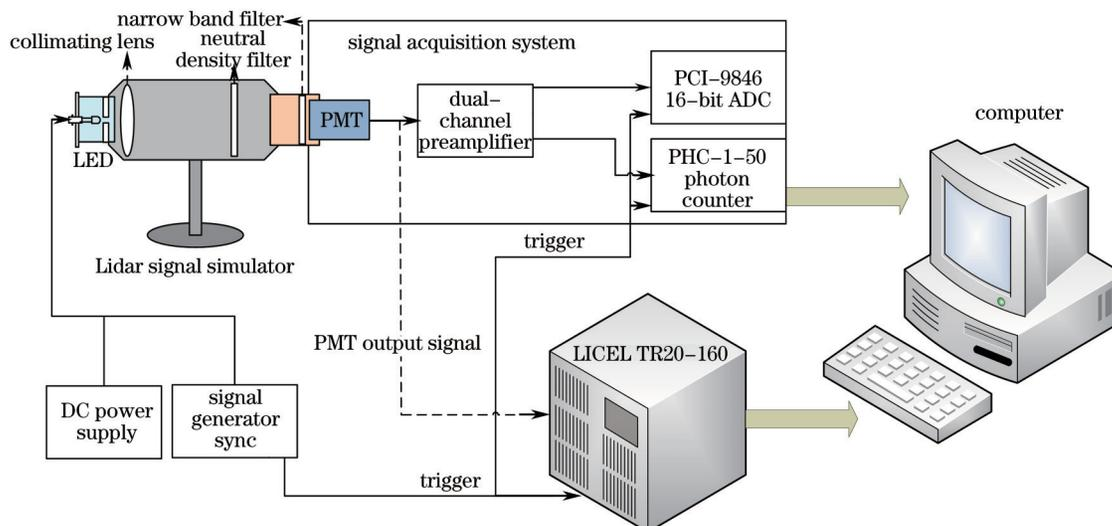 narrow band filter
collimating lens
neutral
density filter
signal acquisition system
PCI-9846
16-bit ADC
dual-
channel
preamplifier
PMT
LED
PHC-1-50
photon
counter
computer
trigger
Lidar signal simulator
PMT output signal
LICEL TR20-160
DC power
supply
signal
generator
sync
trigger